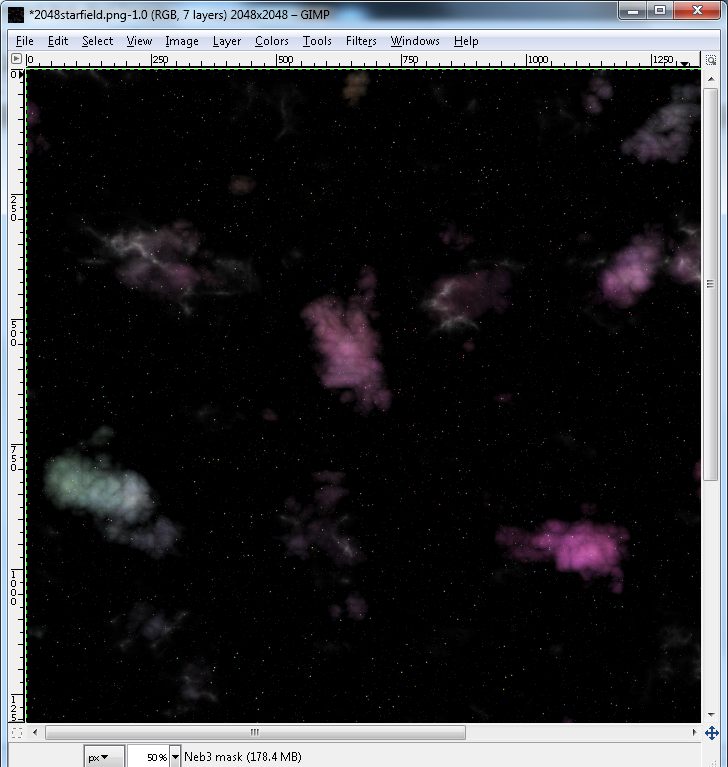 *2048starfield.png-1.0 (RGB, 7 layers) 2048x2048 – GIMP
File Edit Select View Image Layer Colors Tools Filters Windows Help
0 250 500 750 1000 1250
0
250
500
750
1000
125
px 50% Neb3 mask (178.4 MB)